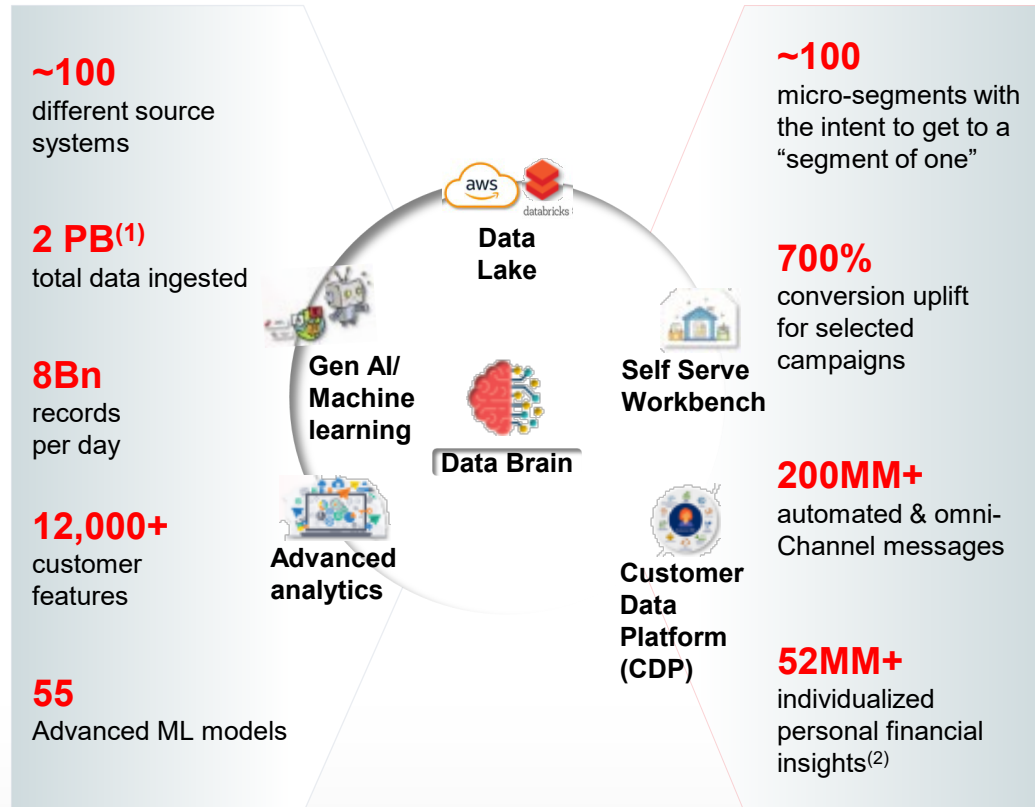 ~100
different source
systems
2 PB(1)
total data ingested
8Bn
records
per day
12,000+
customer
features
55
Advanced ML models
aws
databricks
Data
Lake
Gen AI/
Machine
learning
Data Brain
Self Serve
Workbench
Advanced
analytics
Customer
Data
Platform
(CDP)
~100
micro-segments with
the intent to get to a
“segment of one”
700%
conversion uplift
for selected
campaigns
200MM+
automated & omni-
Channel messages
52MM+
individualized
personal financial
insights(2)